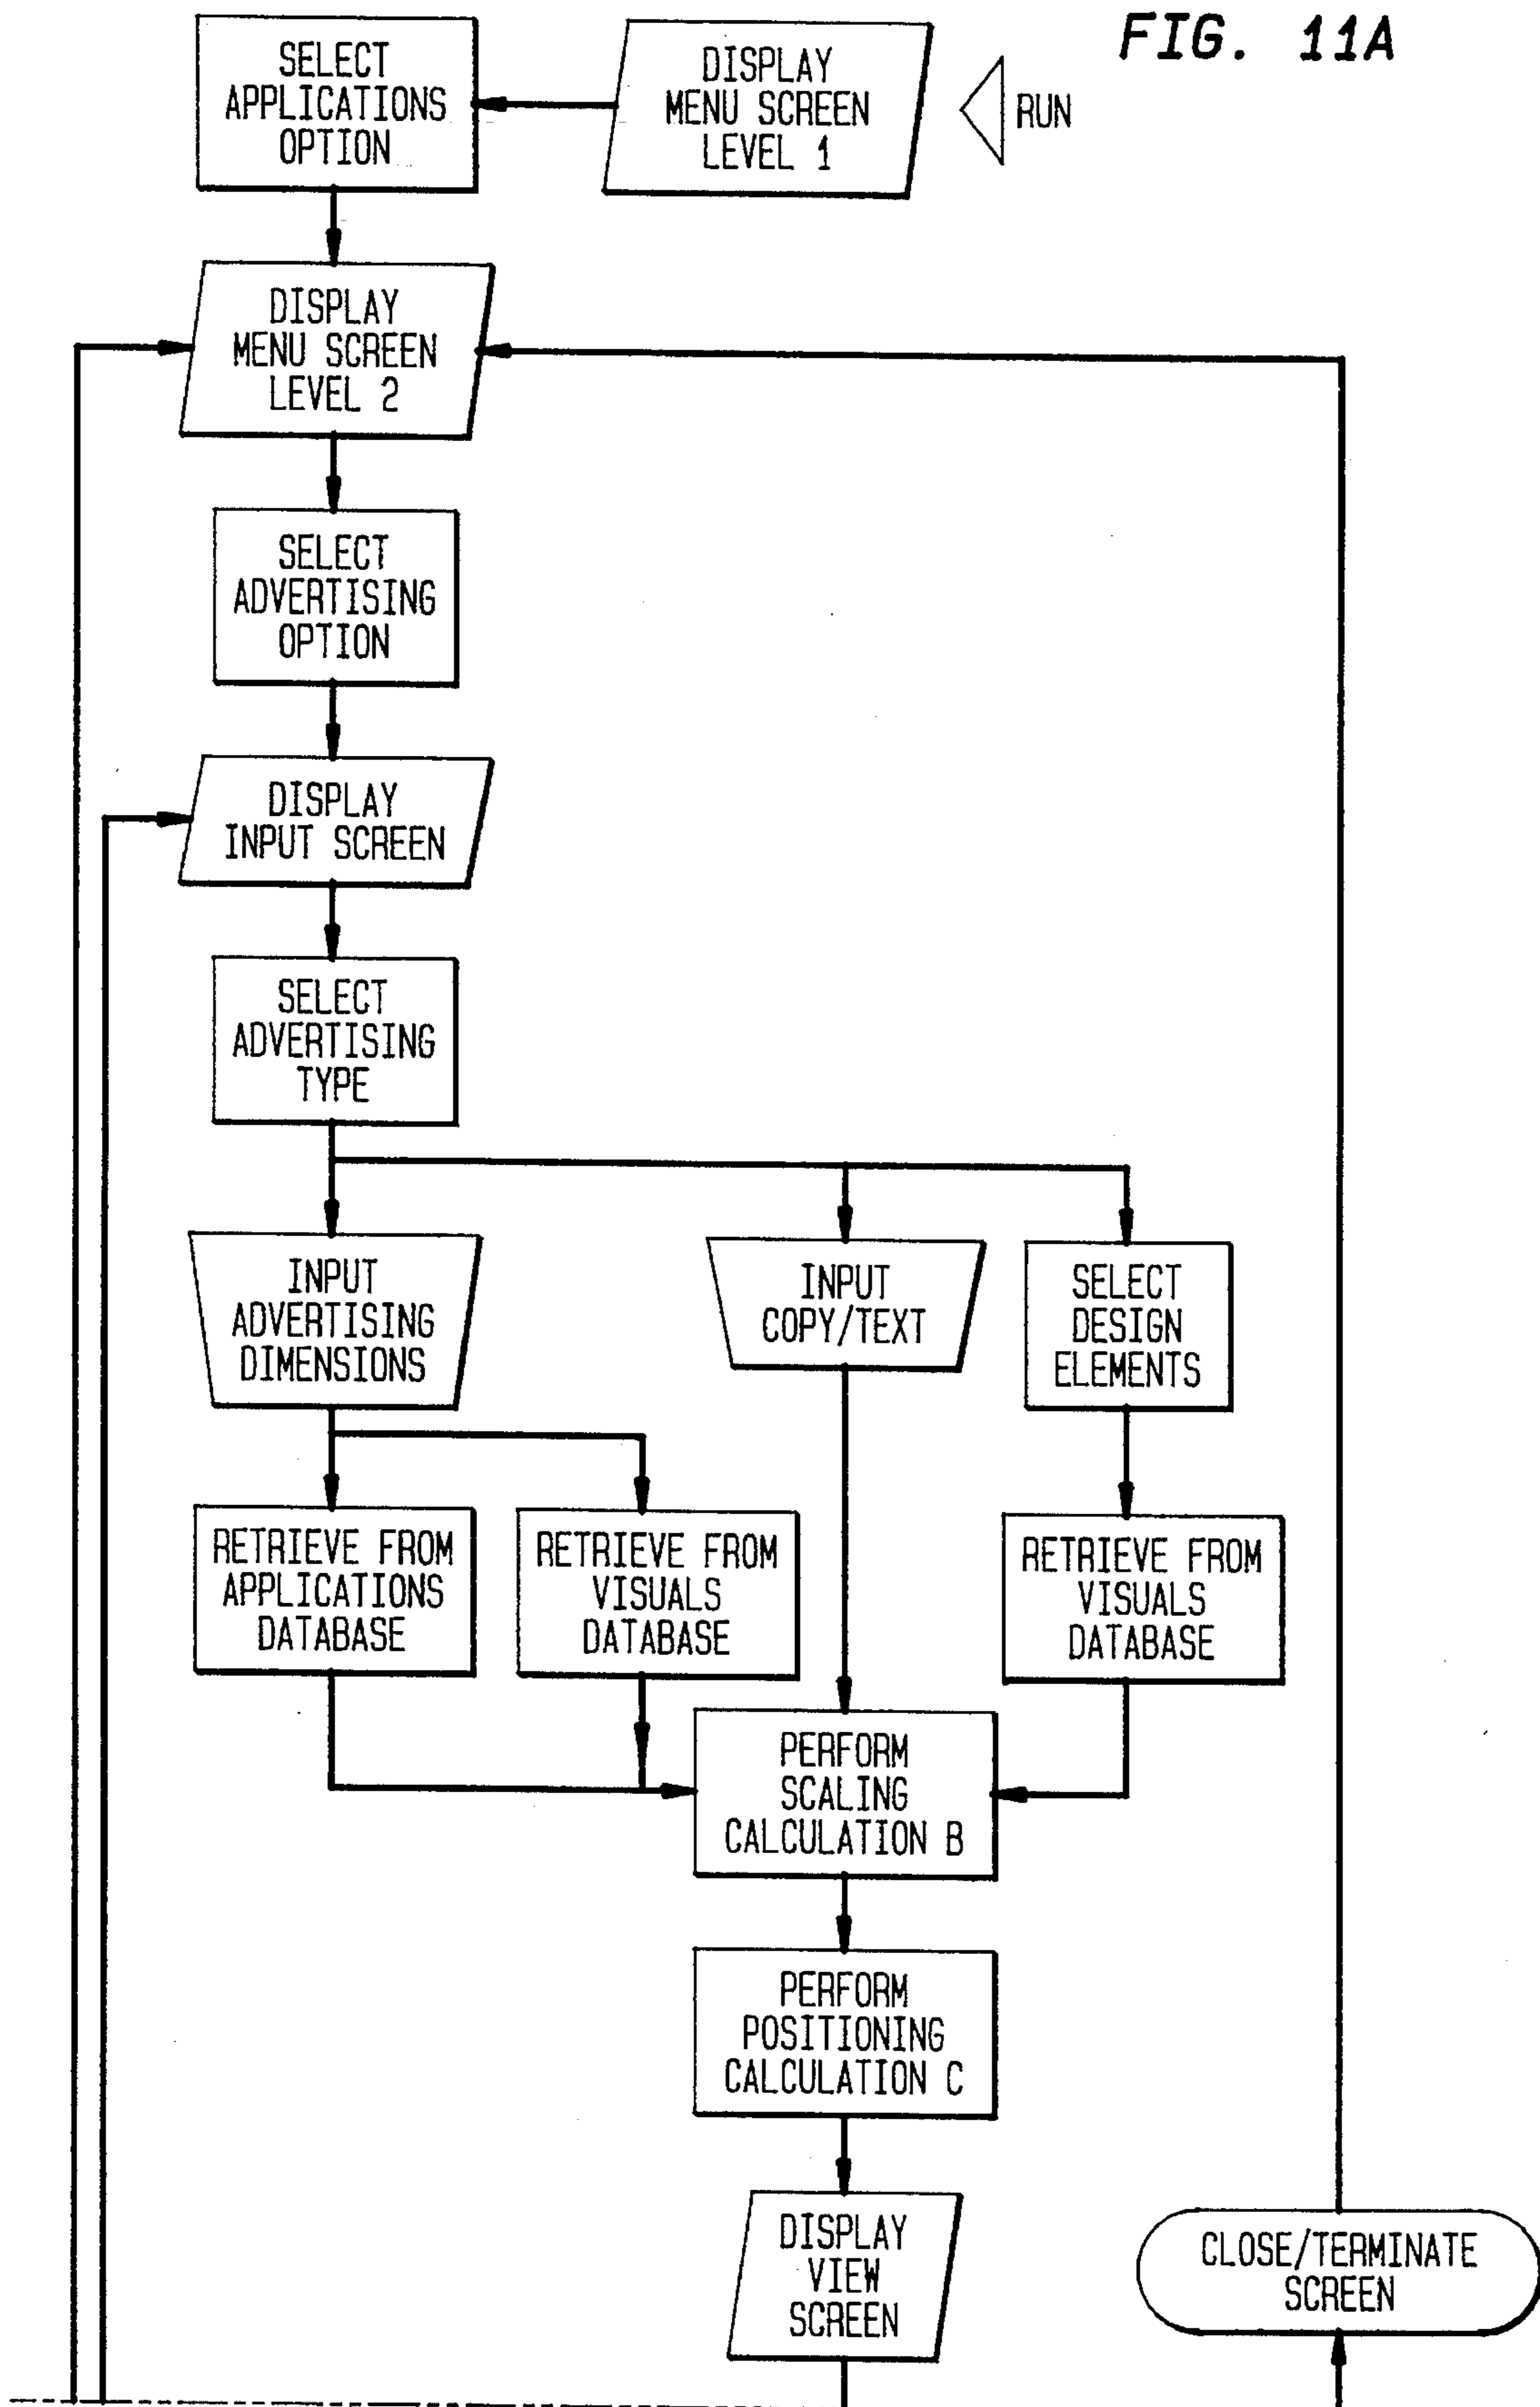 FIG. 11A
SELECT
APPLICATIONS
OPTION
DISPLAY
MENU SCREEN
LEVEL 1
RUN
DISPLAY
MENU SCREEN
LEVEL 2
SELECT
ADVERTISING
OPTION
DISPLAY
INPUT SCREEN
SELECT
ADVERTISING
TYPE
INPUT
ADVERTISING
DIMENSIONS
INPUT
COPY/TEXT
SELECT
DESIGN
ELEMENTS
RETRIEVE FROM
APPLICATIONS
DATABASE
RETRIEVE FROM
VISUALS
DATABASE
RETRIEVE FROM
VISUALS
DATABASE
PERFORM
SCALING
CALCULATION B
PERFORM
POSITIONING
CALCULATION C
DISPLAY
VIEW
SCREEN
CLOSE/TERMINATE
SCREEN